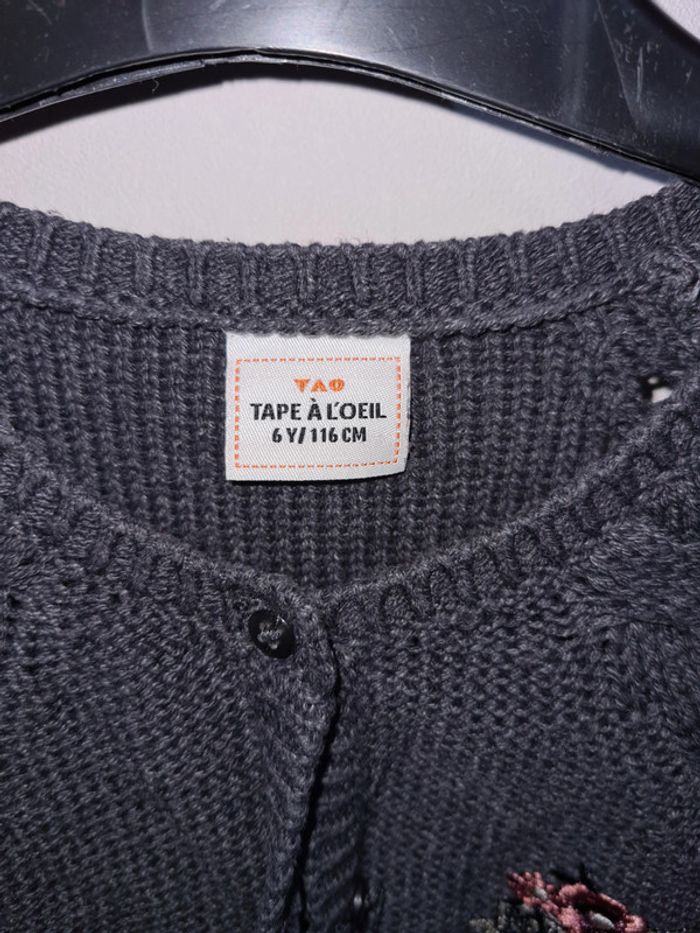 TAO
TAPE À L'OEIL
6 Y/116 CM